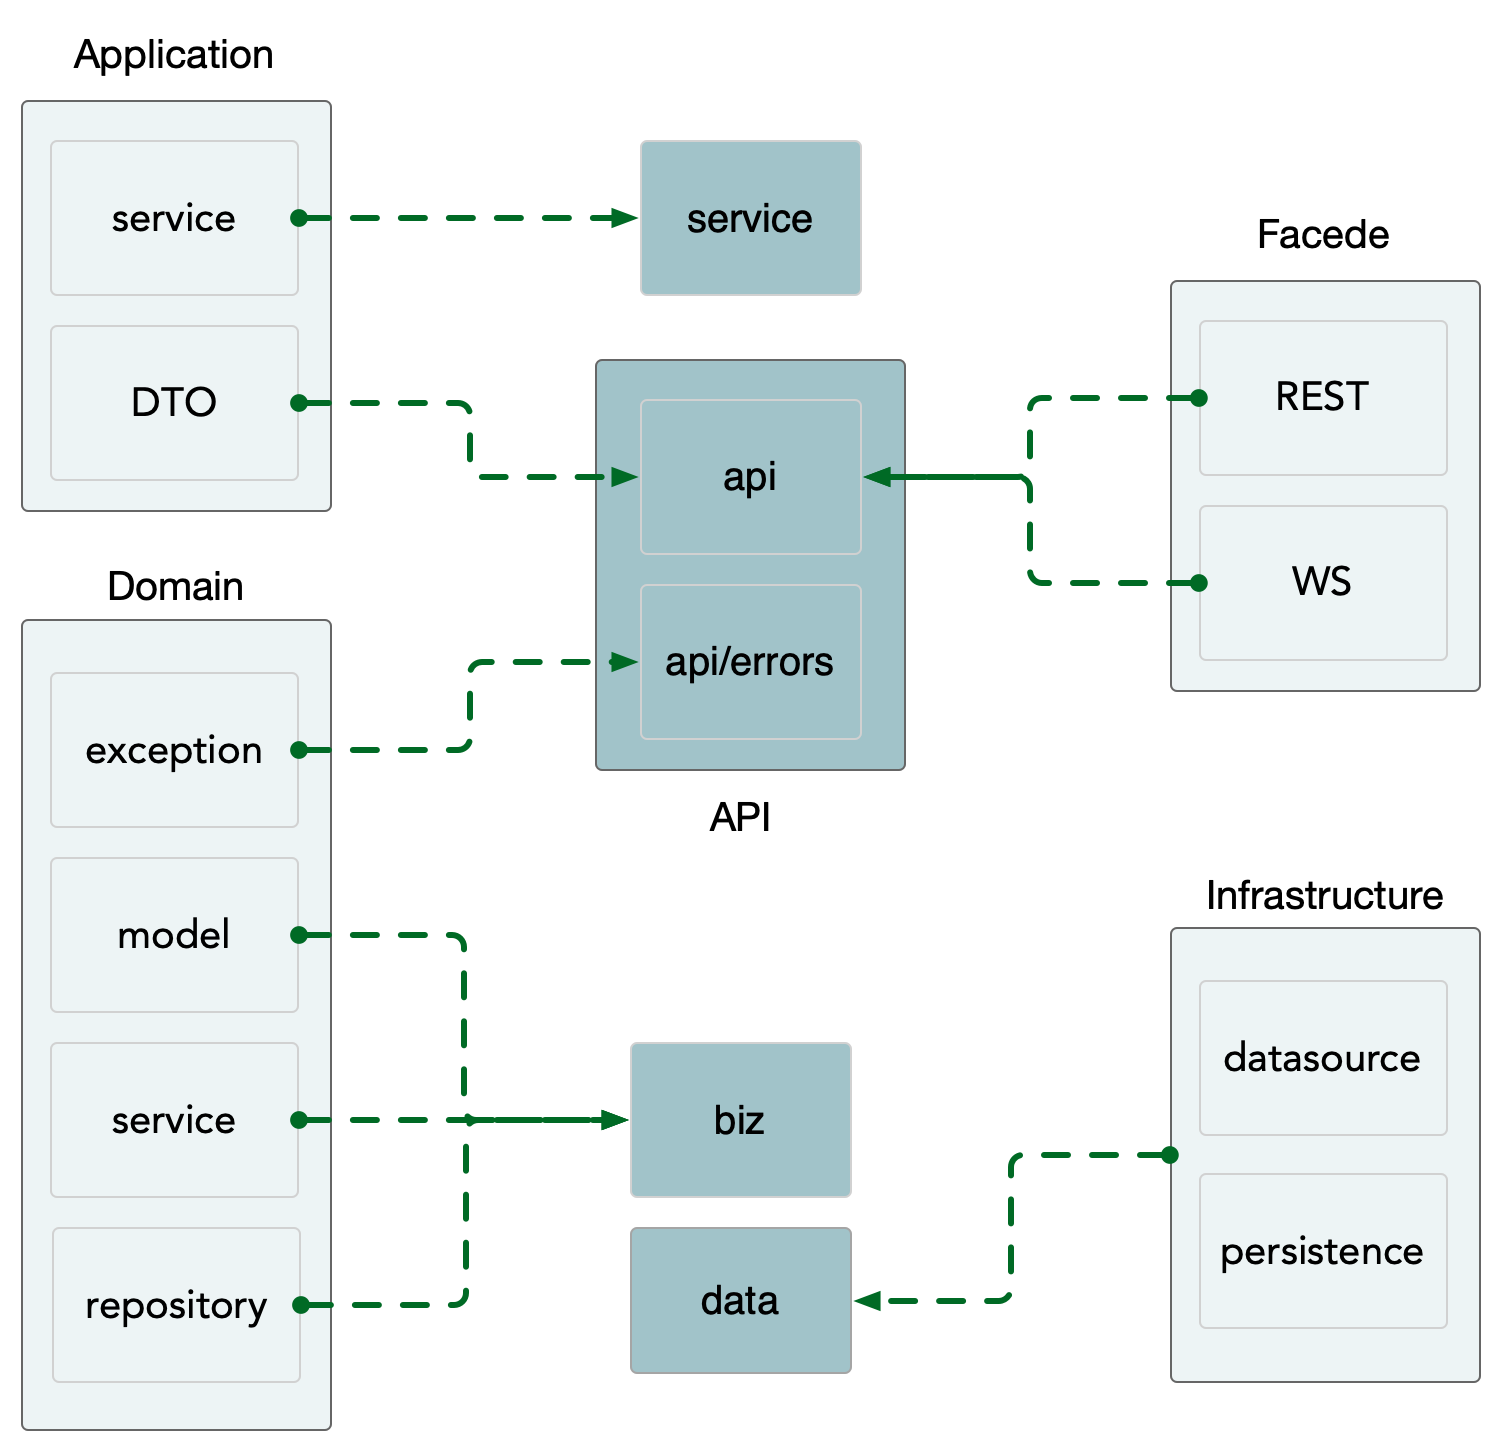 Application
service
DTO
Domain
exception
model
service
repository
service
api
api/errors
API
biz
data
Facede
REST
WS
Infrastructure
datasource
persistence